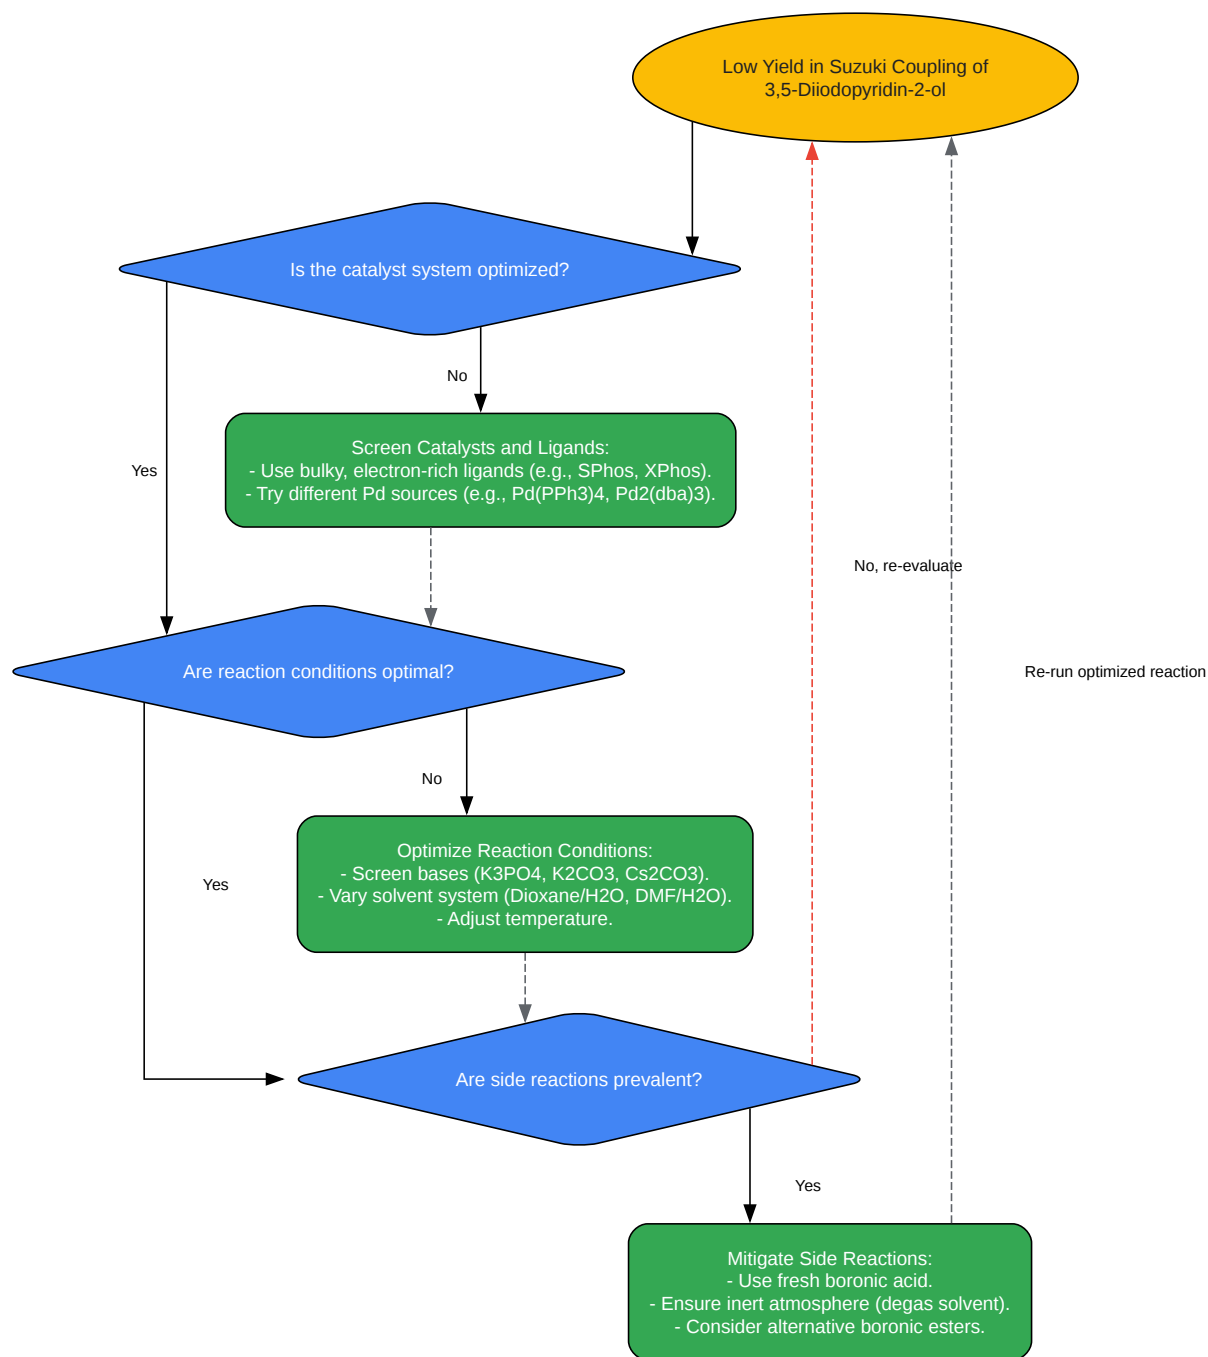 Low Yield in Suzuki Coupling of
3,5-Diiodopyridin-2-ol
Is the catalyst system optimized?
No
Yes
Screen Catalysts and Ligands:
- Use bulky, electron-rich ligands (e.g., SPhos, XPhos).
- Try different Pd sources (e.g., Pd(PPh3)4, Pd2(dba)3).
No, re-evaluate
Re-run optimized reaction
Are reaction conditions optimal?
No
Yes
Optimize Reaction Conditions:
- Screen bases (K3PO4, K2CO3, Cs2CO3).
- Vary solvent system (Dioxane/H2O, DMF/H2O).
- Adjust temperature.
Are side reactions prevalent?
Yes
Mitigate Side Reactions:
- Use fresh boronic acid.
- Ensure inert atmosphere (degas solvent).
- Consider alternative boronic esters.